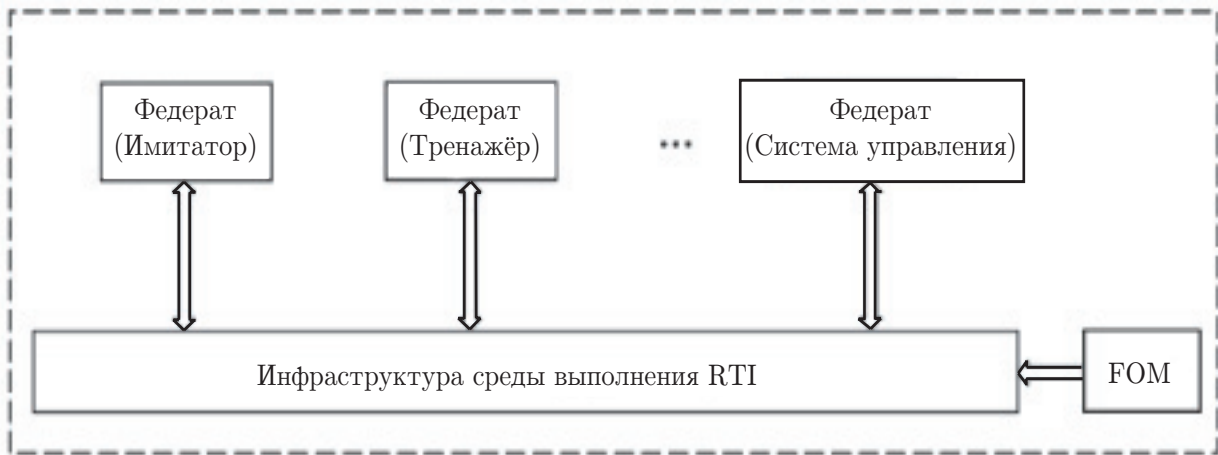 Федерат
(Имитатор)
Федерат
(Тренажёр)
...
Федерат
(Система управления)
Инфраструктура среды выполнения RTI
FOM